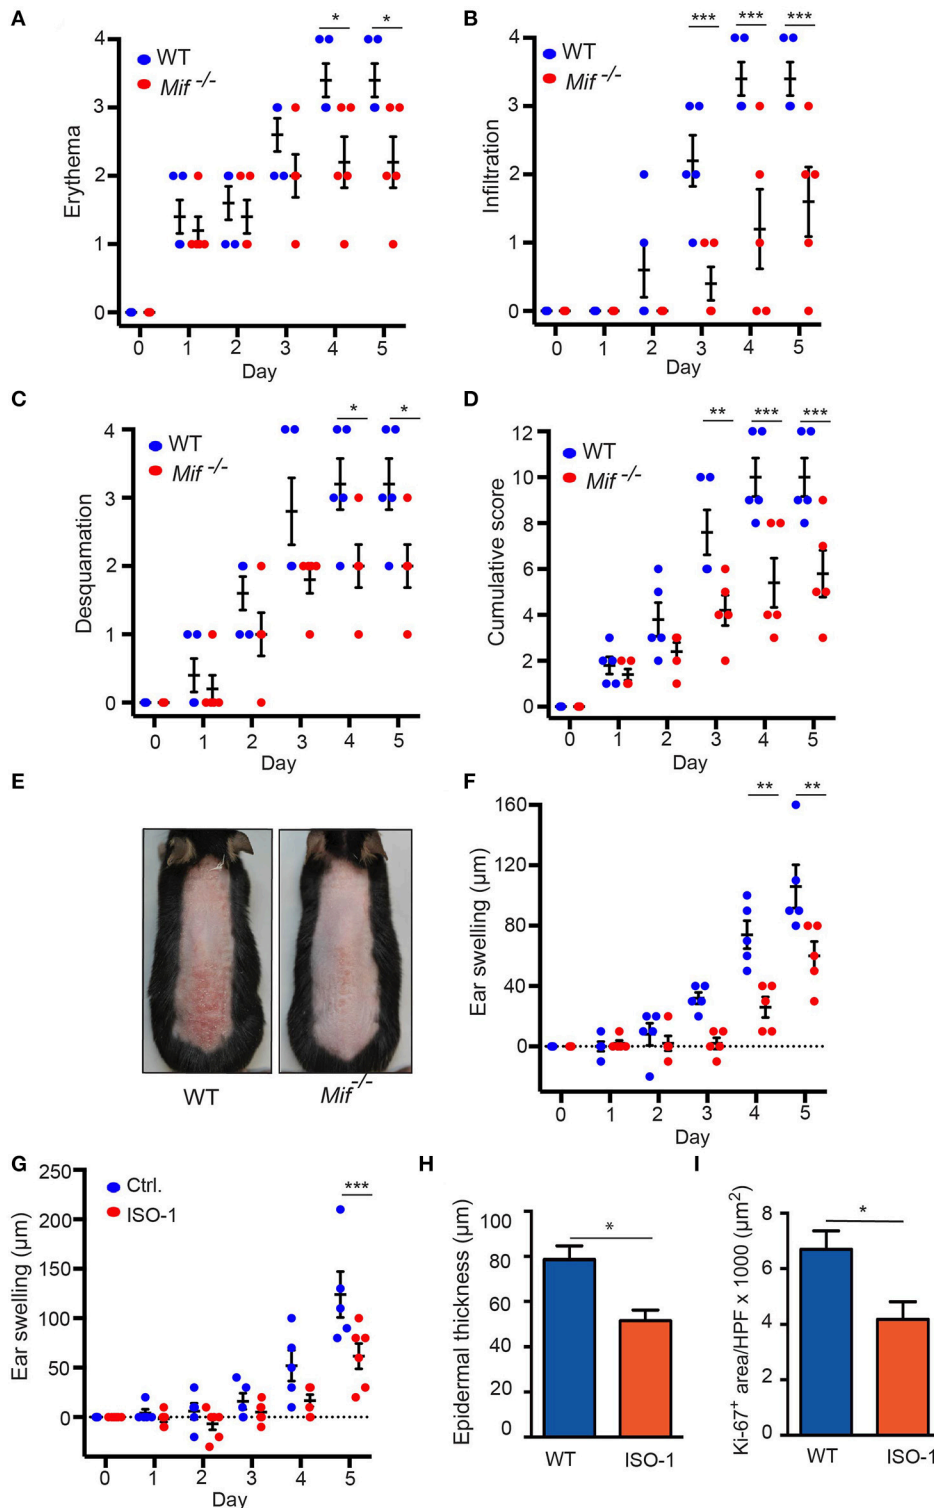 A
* *
4
3
2
1
0
Erythema
WT
Mif -/-
0 1 2 3 4 5
Day
B
*** *** ***
4
3
2
1
0
Infiltration
WT
Mif -/-
0 1 2 3 4 5
Day
C
* *
4
3
2
1
0
Desquamation
WT
Mif -/-
0 1 2 3 4 5
Day
D
** *** ***
12
10
8
6
4
2
0
Cumulative score
WT
Mif -/-
0 1 2 3 4 5
Day
E
WT Mif -/-
F
** **
160
120
80
40
0
Ear swelling (µm)
0 1 2 3 4 5
Day
G
***
250
200
150
100
50
0
Ear swelling (µm)
Ctrl.
ISO-1
0 1 2 3 4 5
Day
H
*
80
80
60
40
20
0
Epidermal thickness (µm)
WT ISO-1
I
*
8
6
4
2
0
Ki-67+ area/HPF x 1000 (µm2)
WT ISO-1